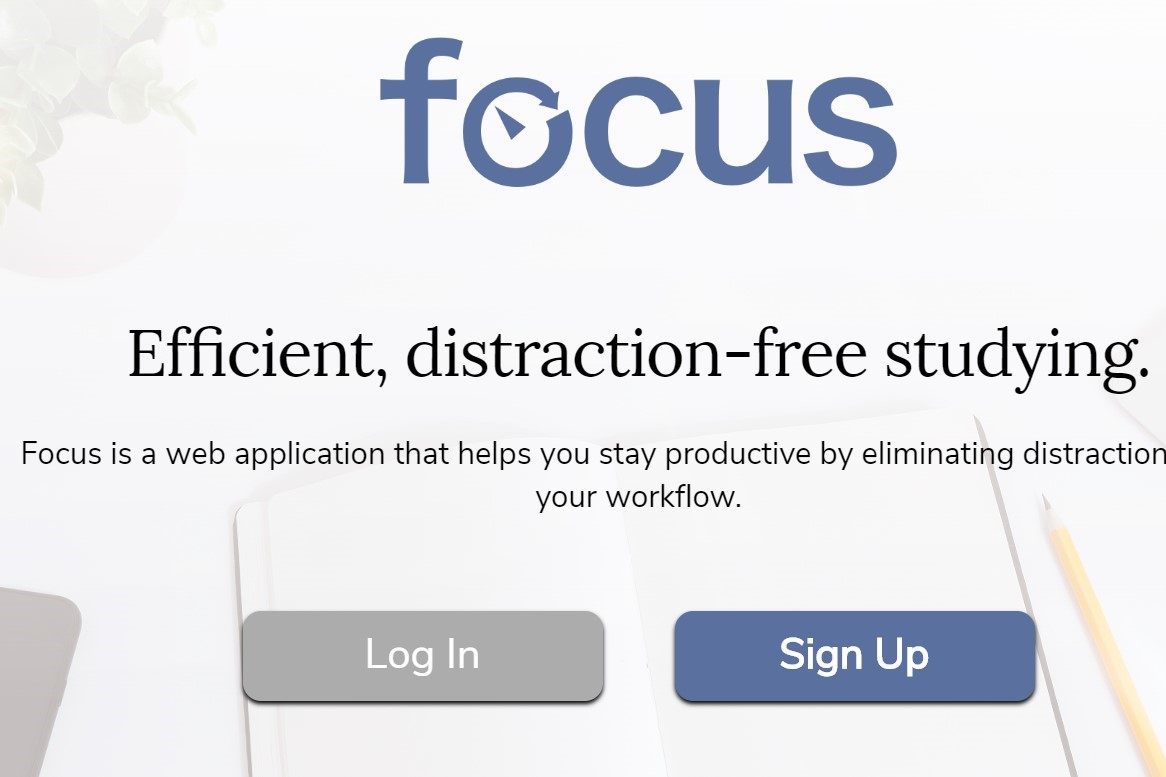 focus
Efficient, distraction-free studying.
Focus is a web application that helps you stay productive by eliminating distraction
your workflow.
Log In
Sign Up